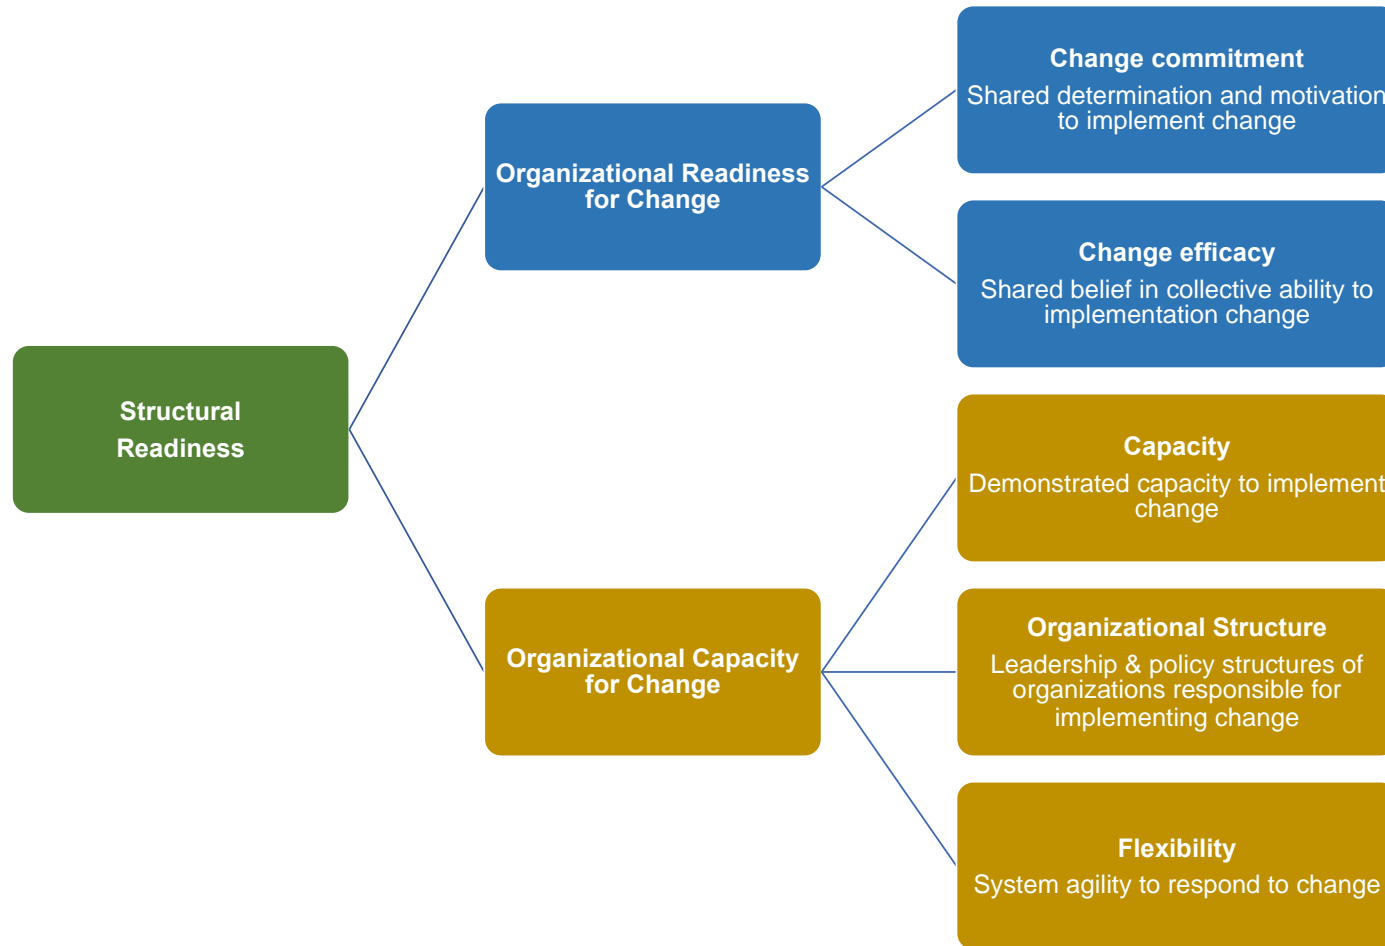 Structural
Readiness
Organizational Readiness
for Change
Change commitment
Shared determination and motivation
to implement change
Change efficacy
Shared belief in collective ability to
implementation change
Organizational Capacity
for Change
Capacity
Demonstrated capacity to implement
change
Organizational Structure
Leadership & policy structures of
organizations responsible for
implementing change
Flexibility
System agility to respond to change